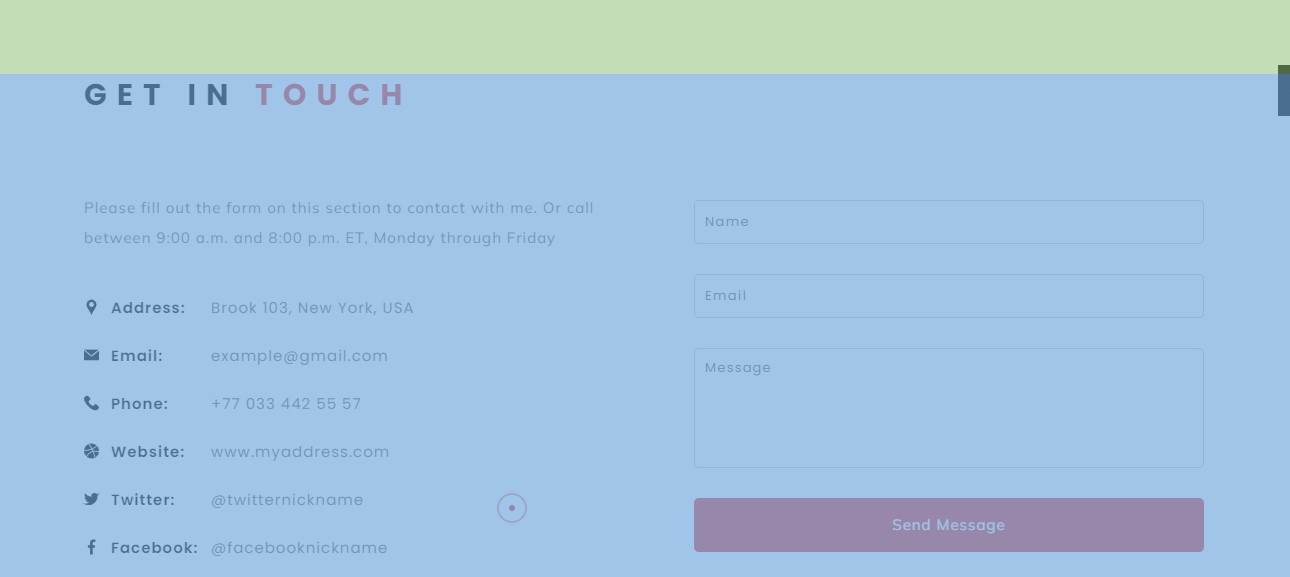 GET IN TOUCH
Please fill out the form on this section to contact with me. Or call
between 9:00 a.m. and 8:00 p.m. ET, Monday through Friday
Address: Brook 103, New York, USA
Email: example@gmail.com
Phone: +77 033 442 55 57
Website: www.myaddress.com
Twitter: @twitternickname
Facebook: @facebooknickname
Name
Email
Message
Send Message